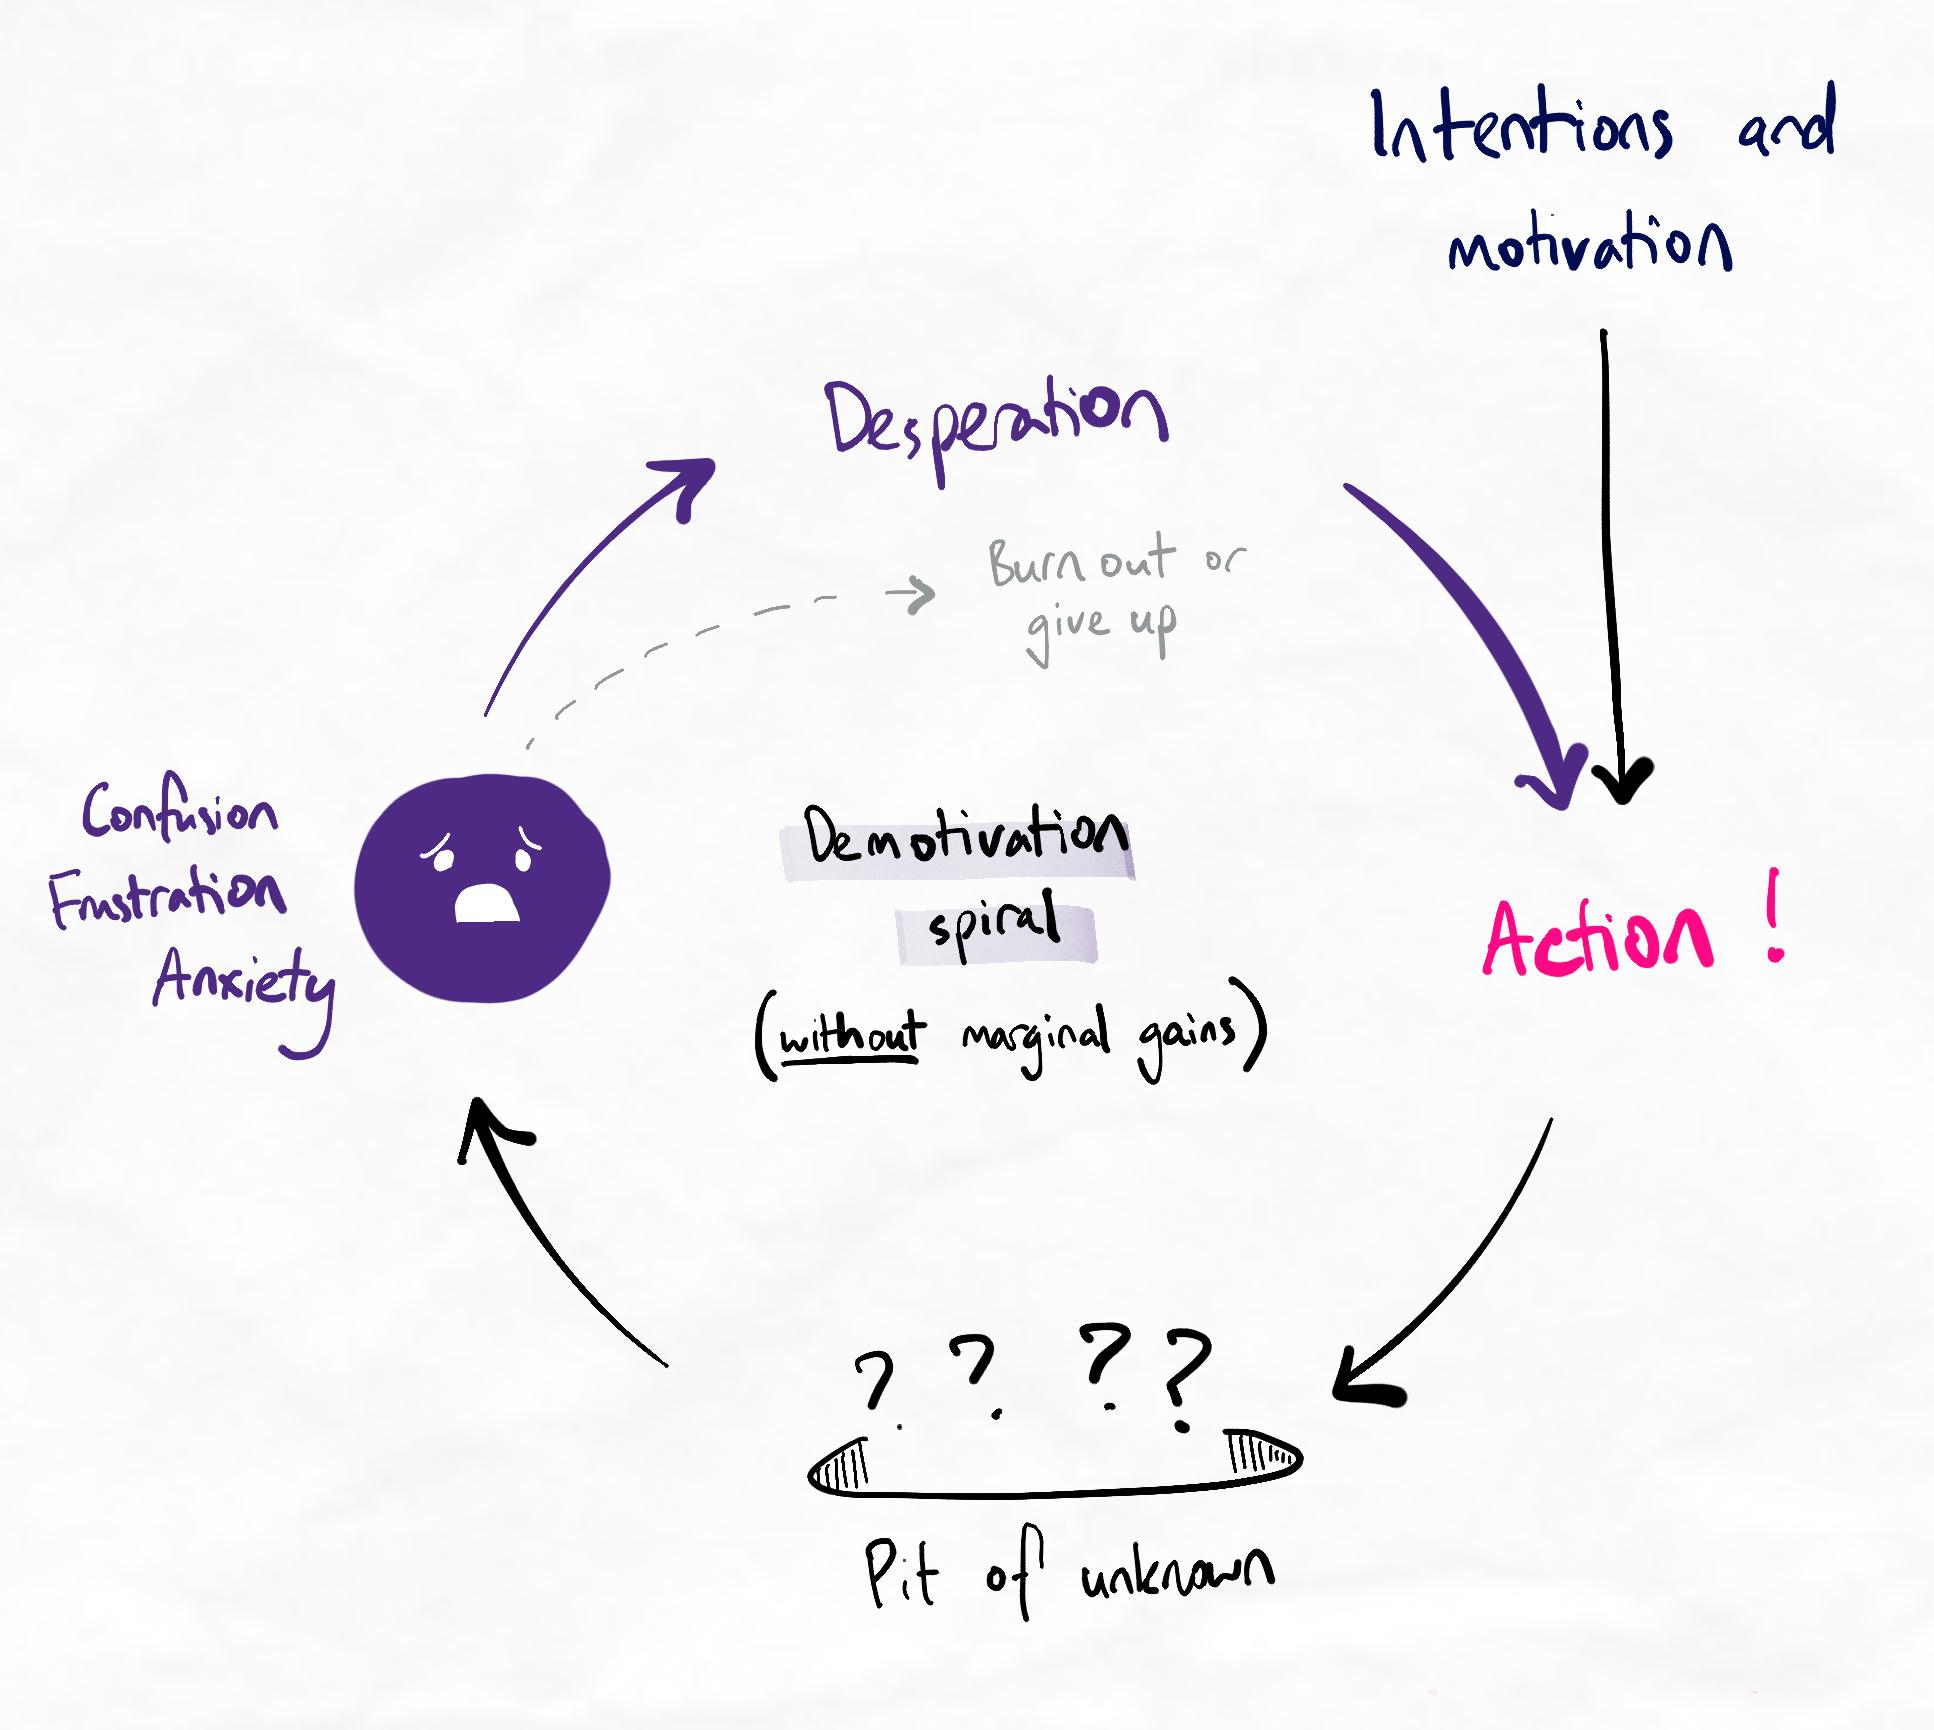 Intentions and
motivation
Desperation
Burn out or
give up
Confusion
Frustration
Anxiety
Demotivation
spiral
(without marginal gains)
Action !
? ? ? ?
Pit of unknown